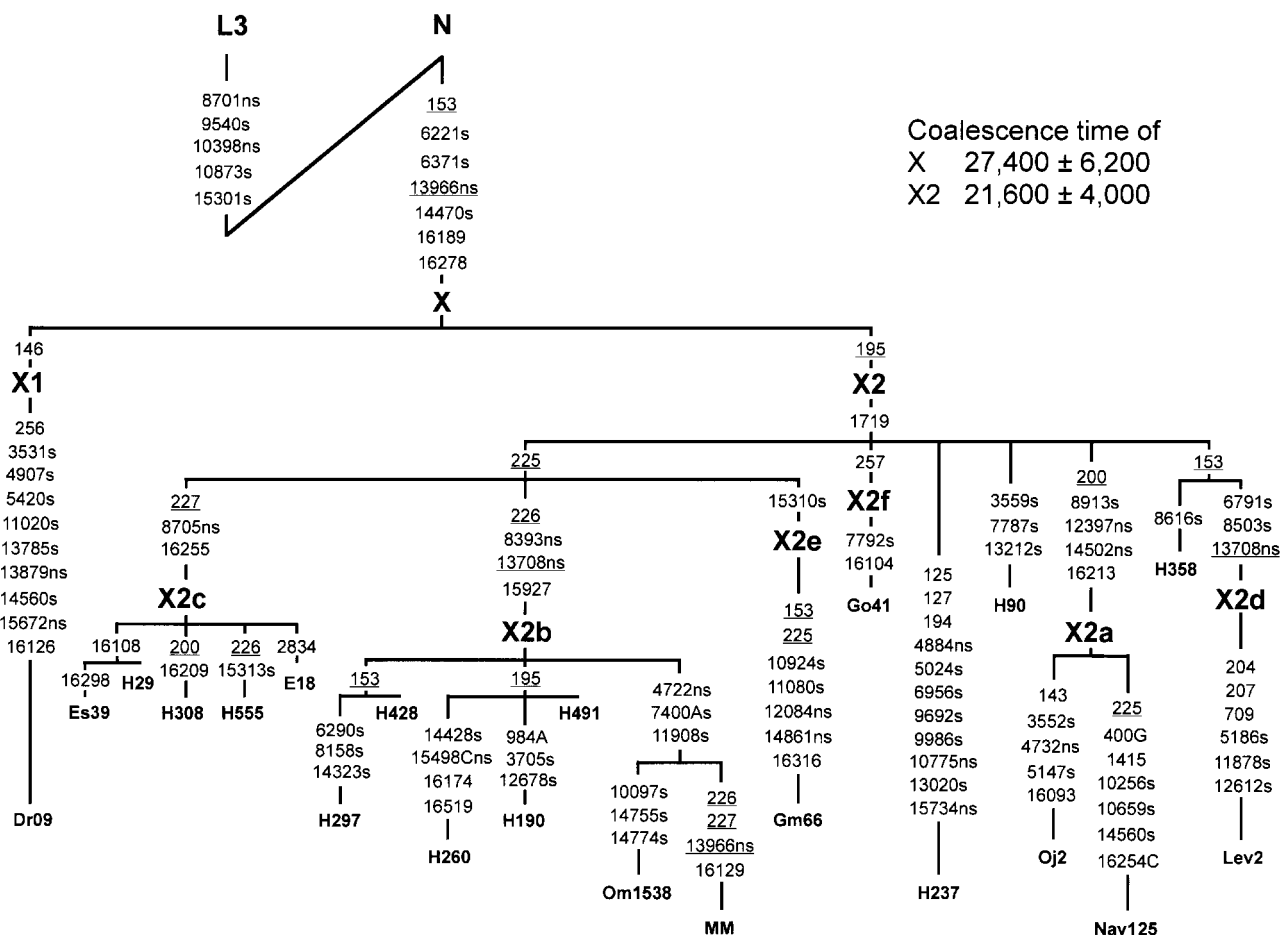 L3
N
8701ns
9540s
10398ns
10873s
15301s
153
6221s
6371s
13966ns
14470s
16189
16278
Coalescence time of
X 27,400 ± 6,200
X2 21,600 ± 4,000
X
146
X1
256
3531s
4907s
5420s
11020s
13785s
13879ns
14560s
15672ns
16126
Dr09
195
X2
1719
225
227
8705ns
16255
X2c
16108
16298
Es39
H29
200
16209
H308
226
15313s
H555
2834
E18
226
8393ns
13708ns
15927
X2b
153
6290s
8158s
14323s
H297
H428
195
14428s
15498Cns
16174
16519
H260
984A
3705s
12678s
H190
H491
4722ns
7400As
11908s
10097s
14755s
14774s
Om1538
226
227
13966ns
16129
MM
15310s
X2e
153
225
10924s
11080s
12084ns
14861ns
16316
Gm66
257
X2f
7792s
16104
Go41
125
127
194
4884ns
5024s
6956s
9692s
9986s
10775ns
13020s
15734ns
H237
3559s
7787s
13212s
H90
200
8913s
12397ns
14502ns
16213
X2a
143
3552s
4732ns
5147s
16093
Oj2
225
400G
1415
10256s
10659s
14560s
16254C
Nav125
153
8616s
H358
6791s
8503s
13708ns
X2d
204
207
709
5186s
11878s
12612s
Lev2